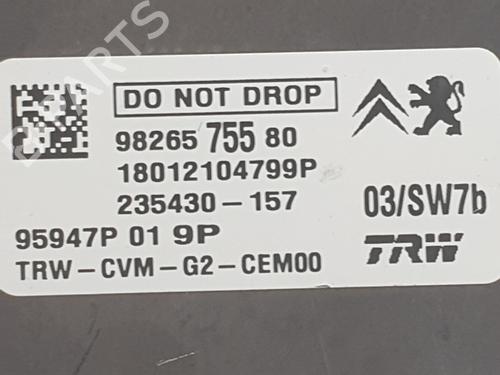 DO NOT DROP
98265 755 80
18012104799P
235430-157
03/SW7b
95947P 01 9P
TRW
TRW-CVM-G2-CEM00
PARTS